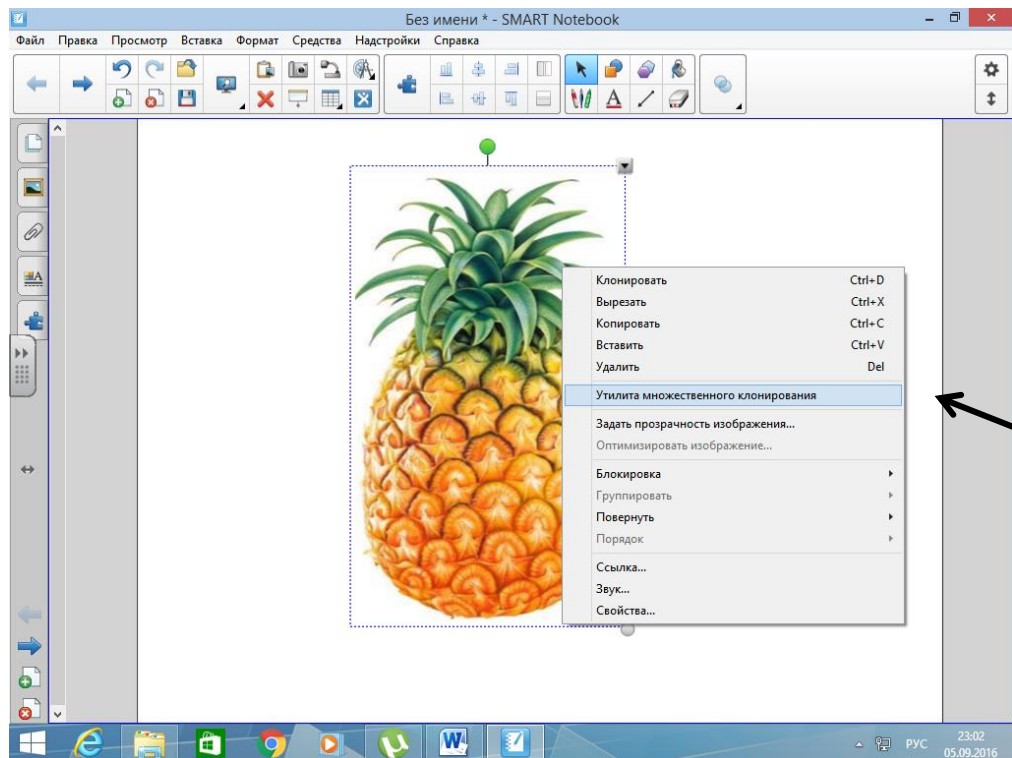 Без имени * - SMART Notebook
Файл Правка Просмотр Вставка Формат Средства Надстройки Справка
Клонировать Ctrl+D
Вырезать Ctrl+X
Копировать Ctrl+C
Вставить Ctrl+V
Удалить Del
Утилита множественного клонирования
Задать прозрачность изображения...
Оптимизировать изображение...
Блокировка
Группировать
Повернуть
Порядок
Ссылка...
Звук...
Свойства...
РУС 23:02
05.09.2016